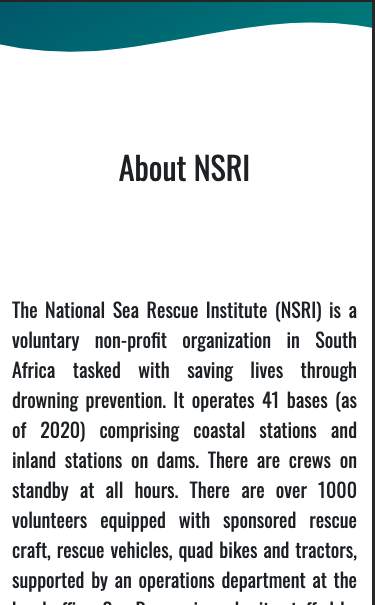 About NSRI
The National Sea Rescue Institute (NSRI) is a
voluntary non-profit organization in South
Africa tasked with saving lives through
drowning prevention. It operates 41 bases (as
of 2020) comprising coastal stations and
inland stations on dams. There are crews on
standby at all hours. There are over 1000
volunteers equipped with sponsored rescue
craft, rescue vehicles, quad bikes and tractors,
supported by an operations department at the